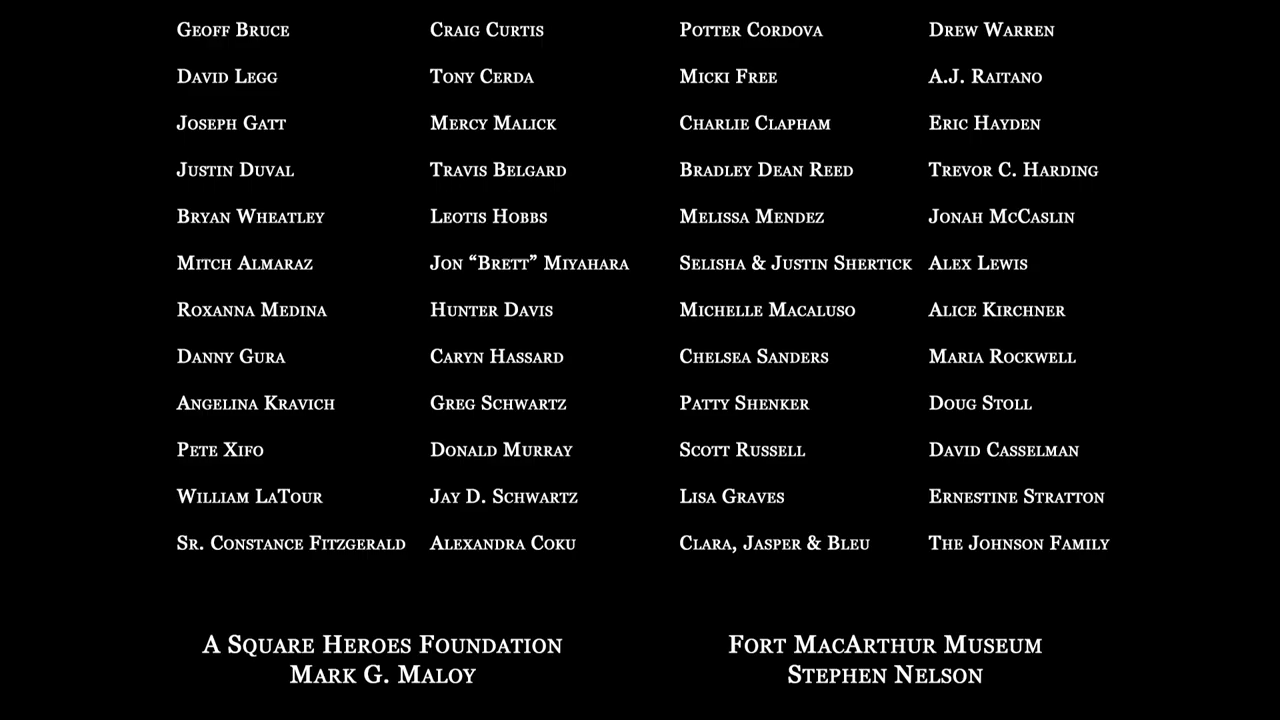 Geoff Bruce Craig Curtis Potter Cordova Drew Warren
David Legg Tony Cerda Micki Free A.J. Raitano
Joseph Gatt Mercy Malick Charlie Clapham Eric Hayden
Justin Duval Travis Belgard Bradley Dean Reed Trevor C. Harding
Bryan Wheatley Leotis Hobbs Melissa Mendez Jonah McCaslin
Mitch Almaraz Jon “Brett” Miyahara Selisha & Justin Shertick Alex Lewis
Roxanna Medina Hunter Davis Michelle Macaluso Alice Kirchner
Danny Gura Caryn Hassard Chelsea Sanders Maria Rockwell
Angelina Kravich Greg Schwartz Patty Shenker Doug Stoll
Pete Xifo Donald Murray Scott Russell David Casselman
William LaTour Jay D. Schwartz Lisa Graves Ernestine Stratton
Sr. Constance Fitzgerald Alexandra Coku Clara, Jasper & Bleu The Johnson Family
A Square Heroes Foundation Fort MacArthur Museum
Mark G. Maloy Stephen Nelson